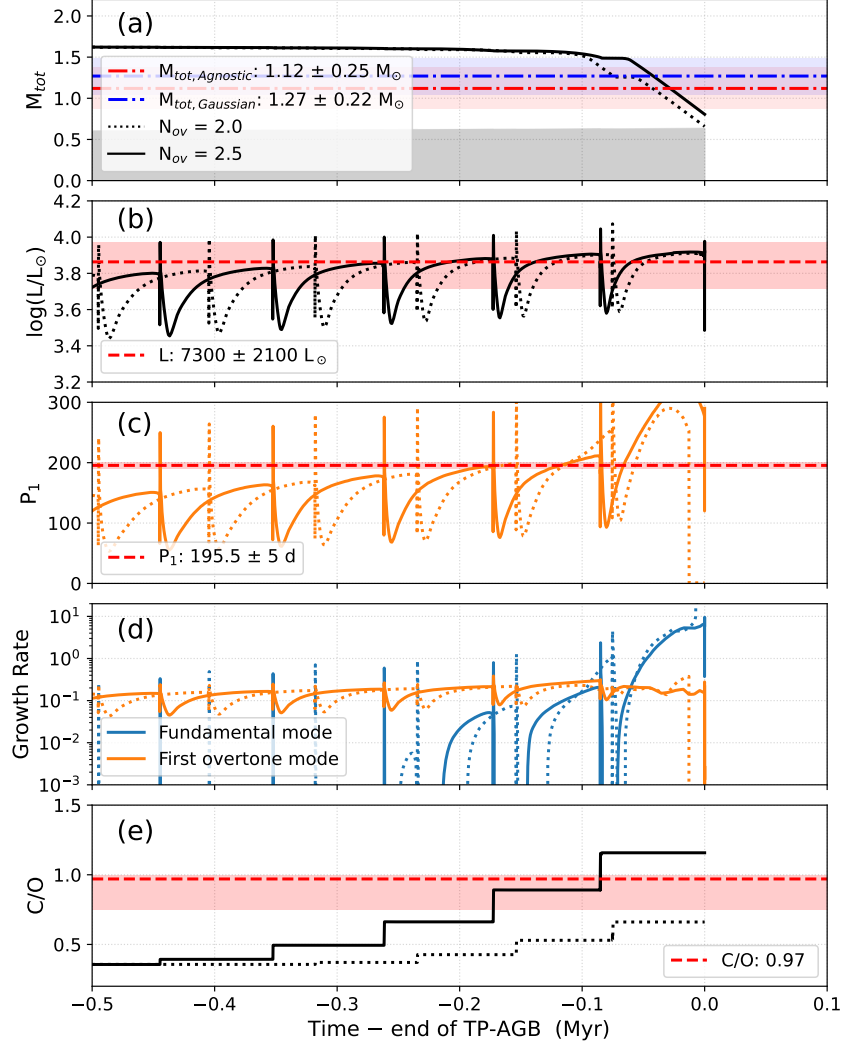 (a)
2.0
1.5
1.0
0.5
0.0
M_tot
M_tot,Agnostic: 1.12 ± 0.25 M_⊙
M_tot,Gaussian: 1.27 ± 0.22 M_⊙
N_ov = 2.0
N_ov = 2.5
(b)
4.2
4.0
3.8
3.6
3.4
3.2
log(L/L_⊙)
L: 7300 ± 2100 L_⊙
(c)
300
200
100
0
P_1
P_1: 195.5 ± 5 d
(d)
10^1
10^0
10^−1
10^−2
10^−3
Growth Rate
Fundamental mode
First overtone mode
(e)
1.5
1.0
0.5
C/O
C/O: 0.97
−0.5 −0.4 −0.3 −0.2 −0.1 0.0 0.1
Time − end of TP-AGB (Myr)